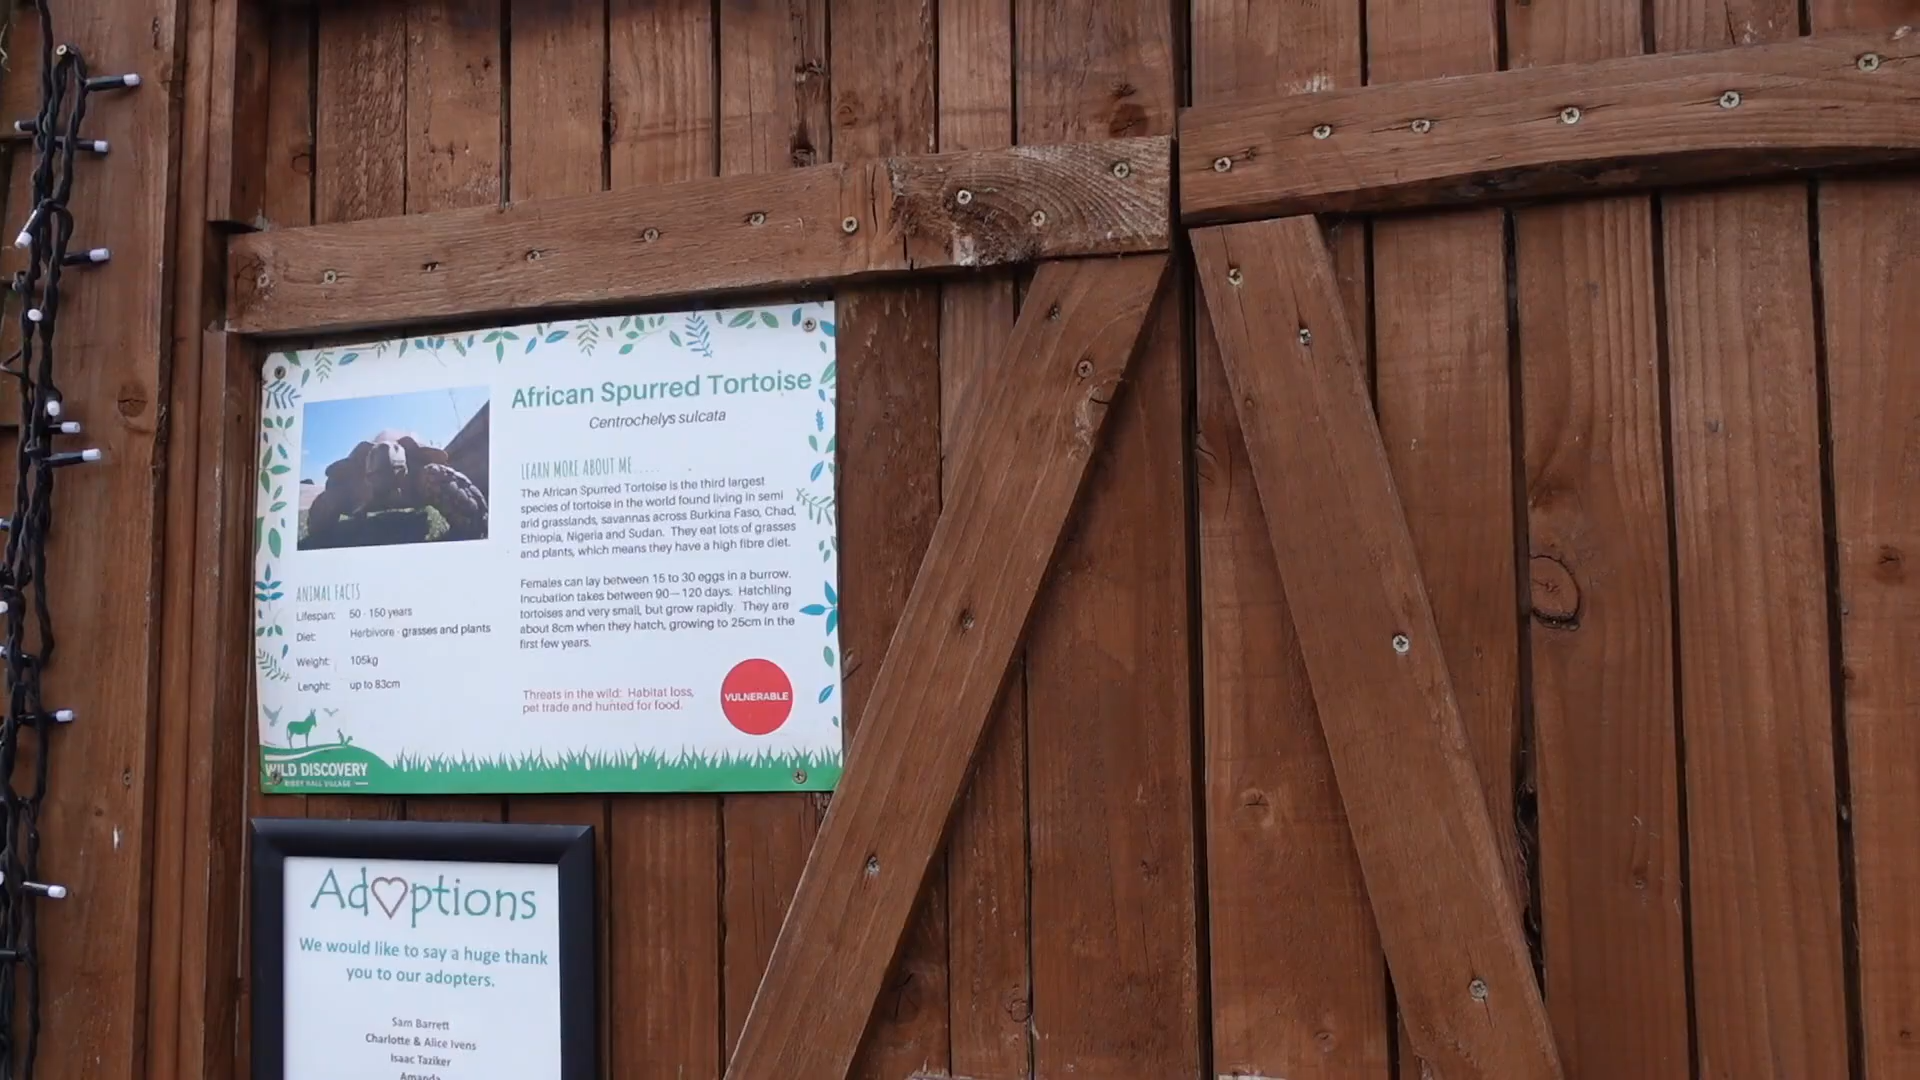 African Spurred Tortoise
Centrochelys sulcata
LEARN MORE ABOUT ME.....
The African Spurred Tortoise is the third largest
species of tortoise in the world found living in semi
arid grasslands, savannas across Burkina Faso, Chad,
Ethiopia, Nigeria and Sudan. They eat lots of grasses
and plants, which means they have a high fibre diet.
Females can lay between 15 to 30 eggs in a burrow.
Incubation takes between 90—120 days. Hatchling
tortoises and very small, but grow rapidly. They are
about 8cm when they hatch, growing to 25cm in the
first few years.
ANIMAL FACTS
Lifespan: 50 - 150 years
Diet: Herbivore - grasses and plants
Weight: 105kg
Lenght: up to 83cm
Threats in the wild: Habitat loss,
pet trade and hunted for food.
VULNERABLE
WILD DISCOVERY
RIBBY HALL VILLAGE
Adoptions
We would like to say a huge thank
you to our adopters.
Sam Barrett
Charlotte & Alice Ivens
Isaac Taziker
Amanda